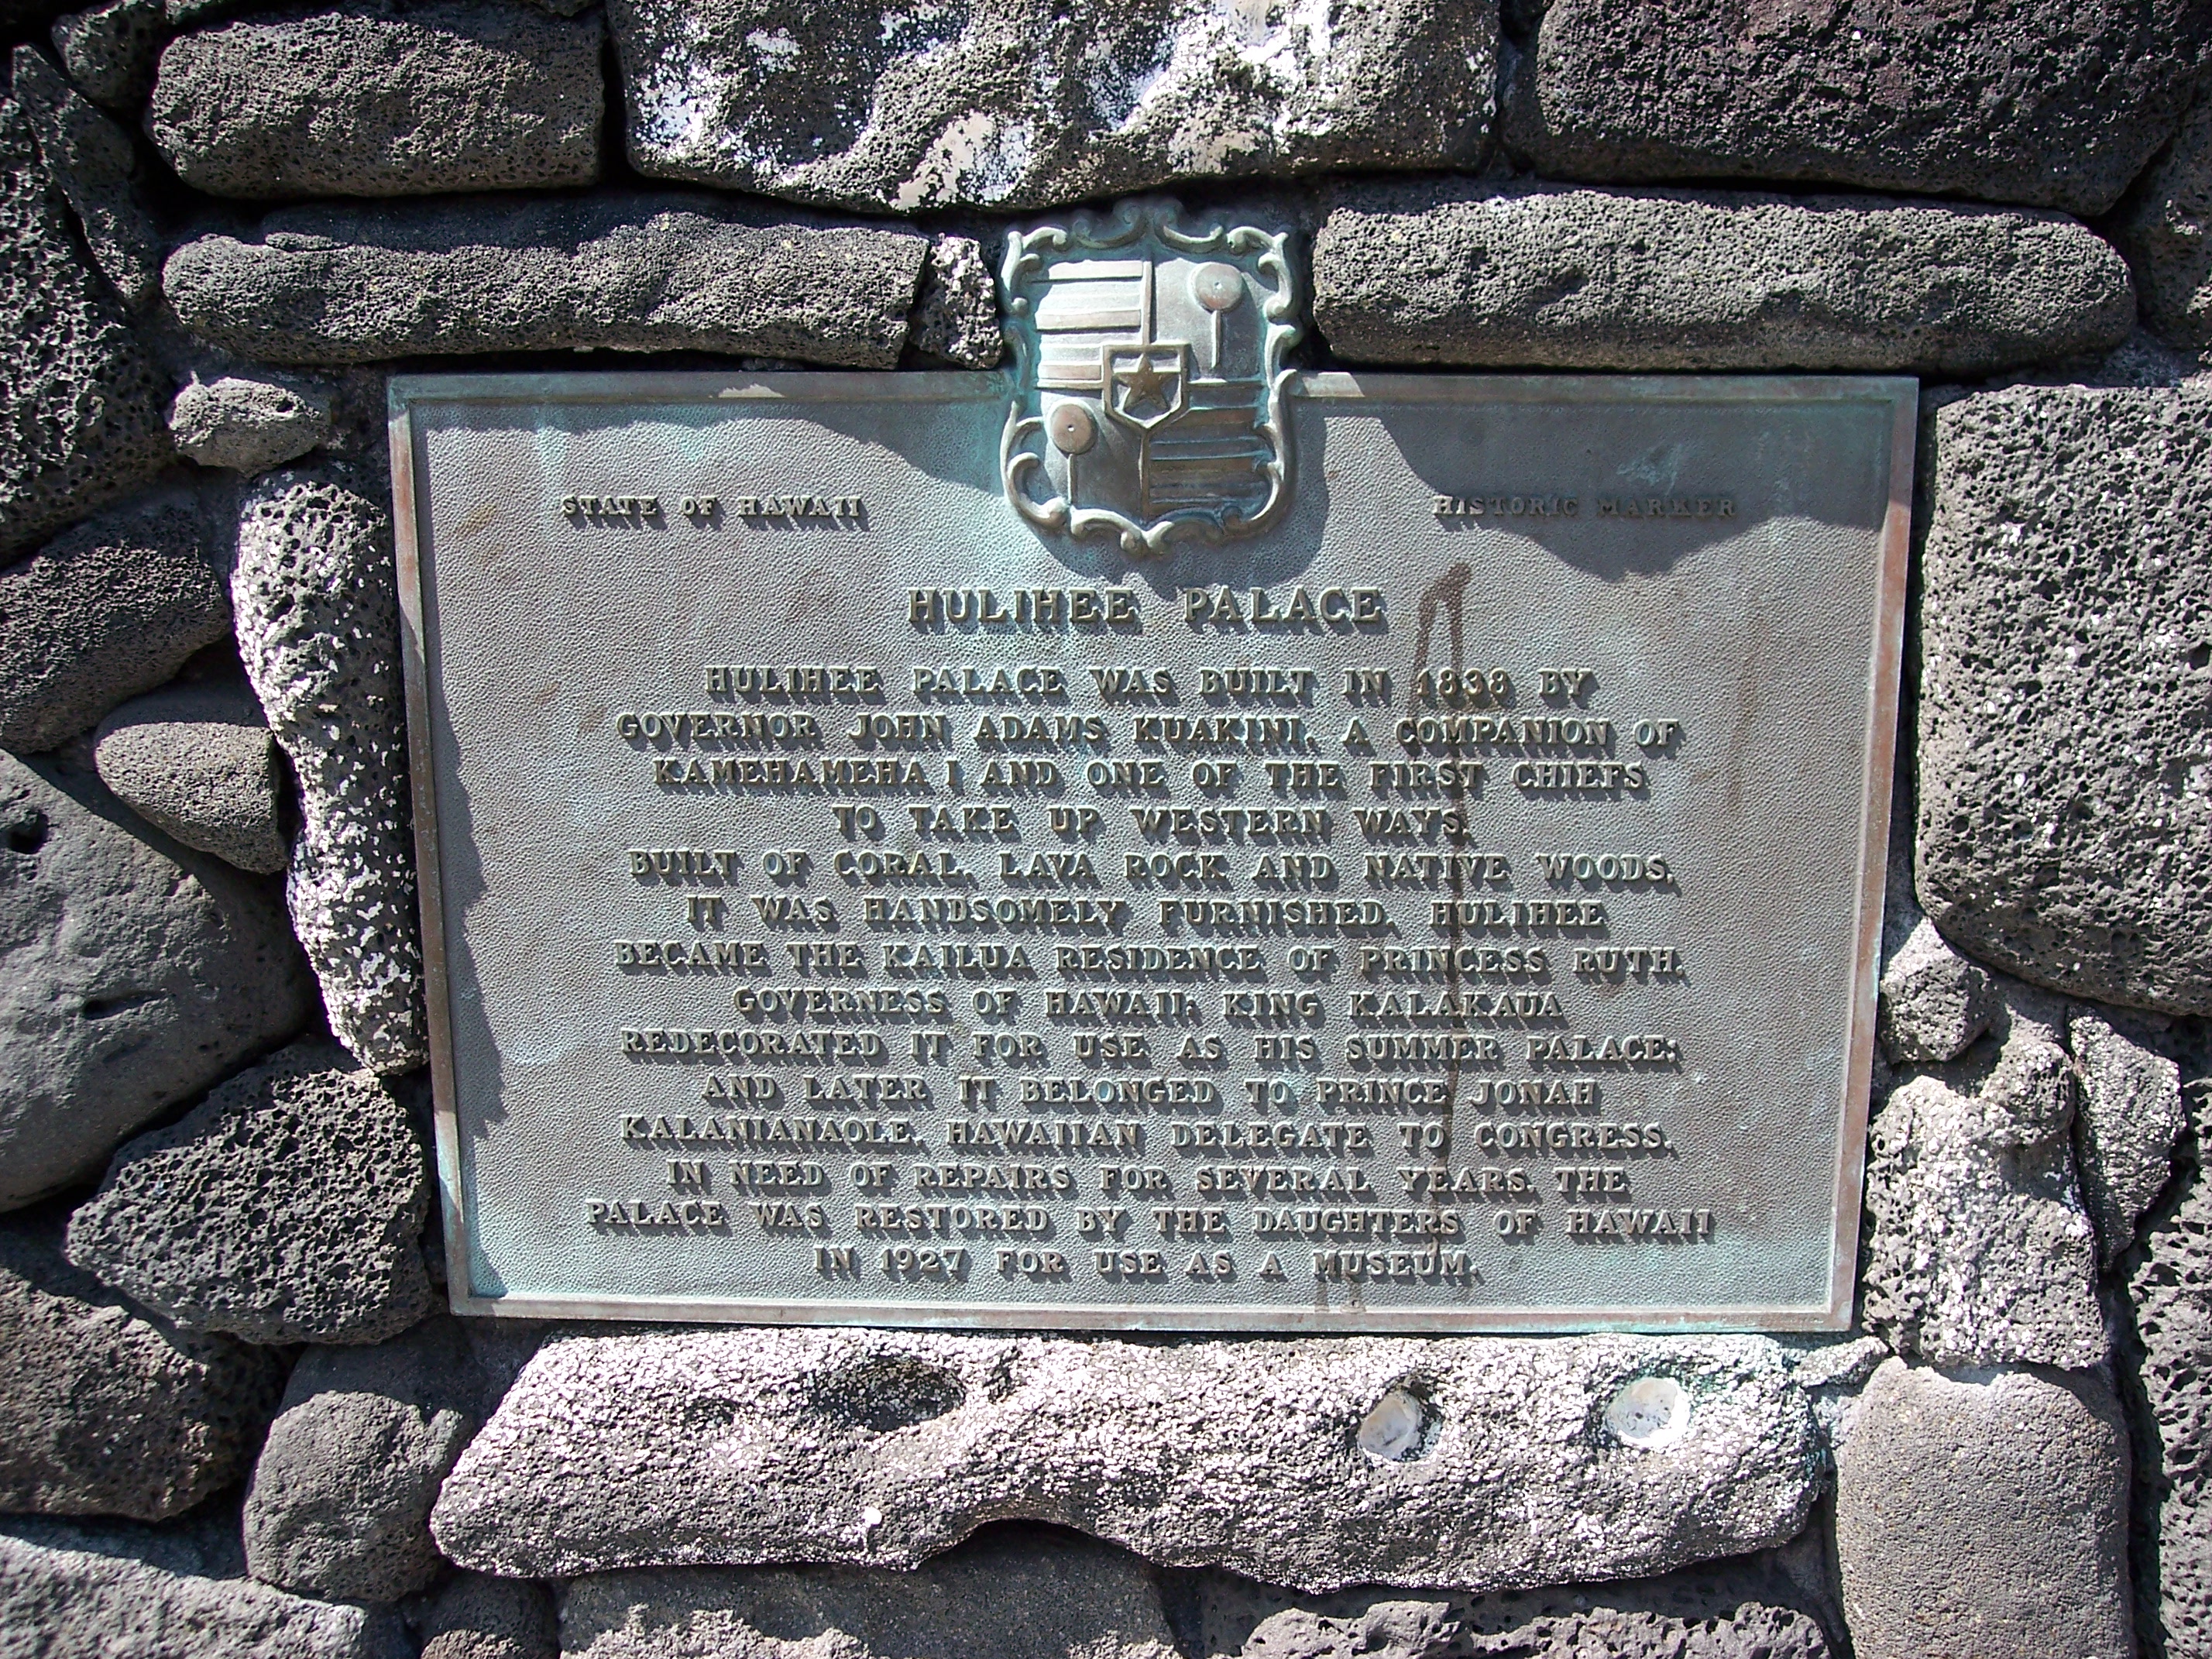 STATE OF HAWAII
HISTORIC MARKER
HULIHEE PALACE
HULIHEE PALACE WAS BUILT IN 1838 BY
GOVERNOR JOHN ADAMS KUAKINI, A COMPANION OF
KAMEHAMEHA I AND ONE OF THE FIRST CHIEFS
TO TAKE UP WESTERN WAYS.
BUILT OF CORAL, LAVA ROCK AND NATIVE WOODS,
IT WAS HANDSOMELY FURNISHED. HULIHEE
BECAME THE KAILUA RESIDENCE OF PRINCESS RUTH,
GOVERNESS OF HAWAII; KING KALAKAUA
REDECORATED IT FOR USE AS HIS SUMMER PALACE;
AND LATER IT BELONGED TO PRINCE JONAH
KALANIANAOLE, HAWAIIAN DELEGATE TO CONGRESS.
IN NEED OF REPAIRS FOR SEVERAL YEARS, THE
PALACE WAS RESTORED BY THE DAUGHTERS OF HAWAII
IN 1927 FOR USE AS A MUSEUM.